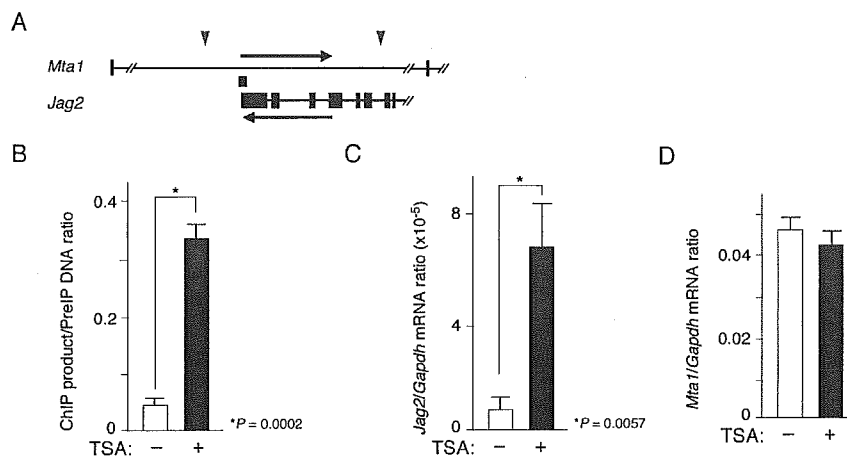 A
Mta1
Jag2
B
ChIP product/PreIP DNA ratio
0.4
0.2
0
*
TSA: − +
*P = 0.0002
C
Jag2/Gapdh mRNA ratio (x10⁻⁵)
8
4
0
*
TSA: − +
*P = 0.0057
D
Mta1/Gapdh mRNA ratio
0.04
0.02
0
TSA: − +